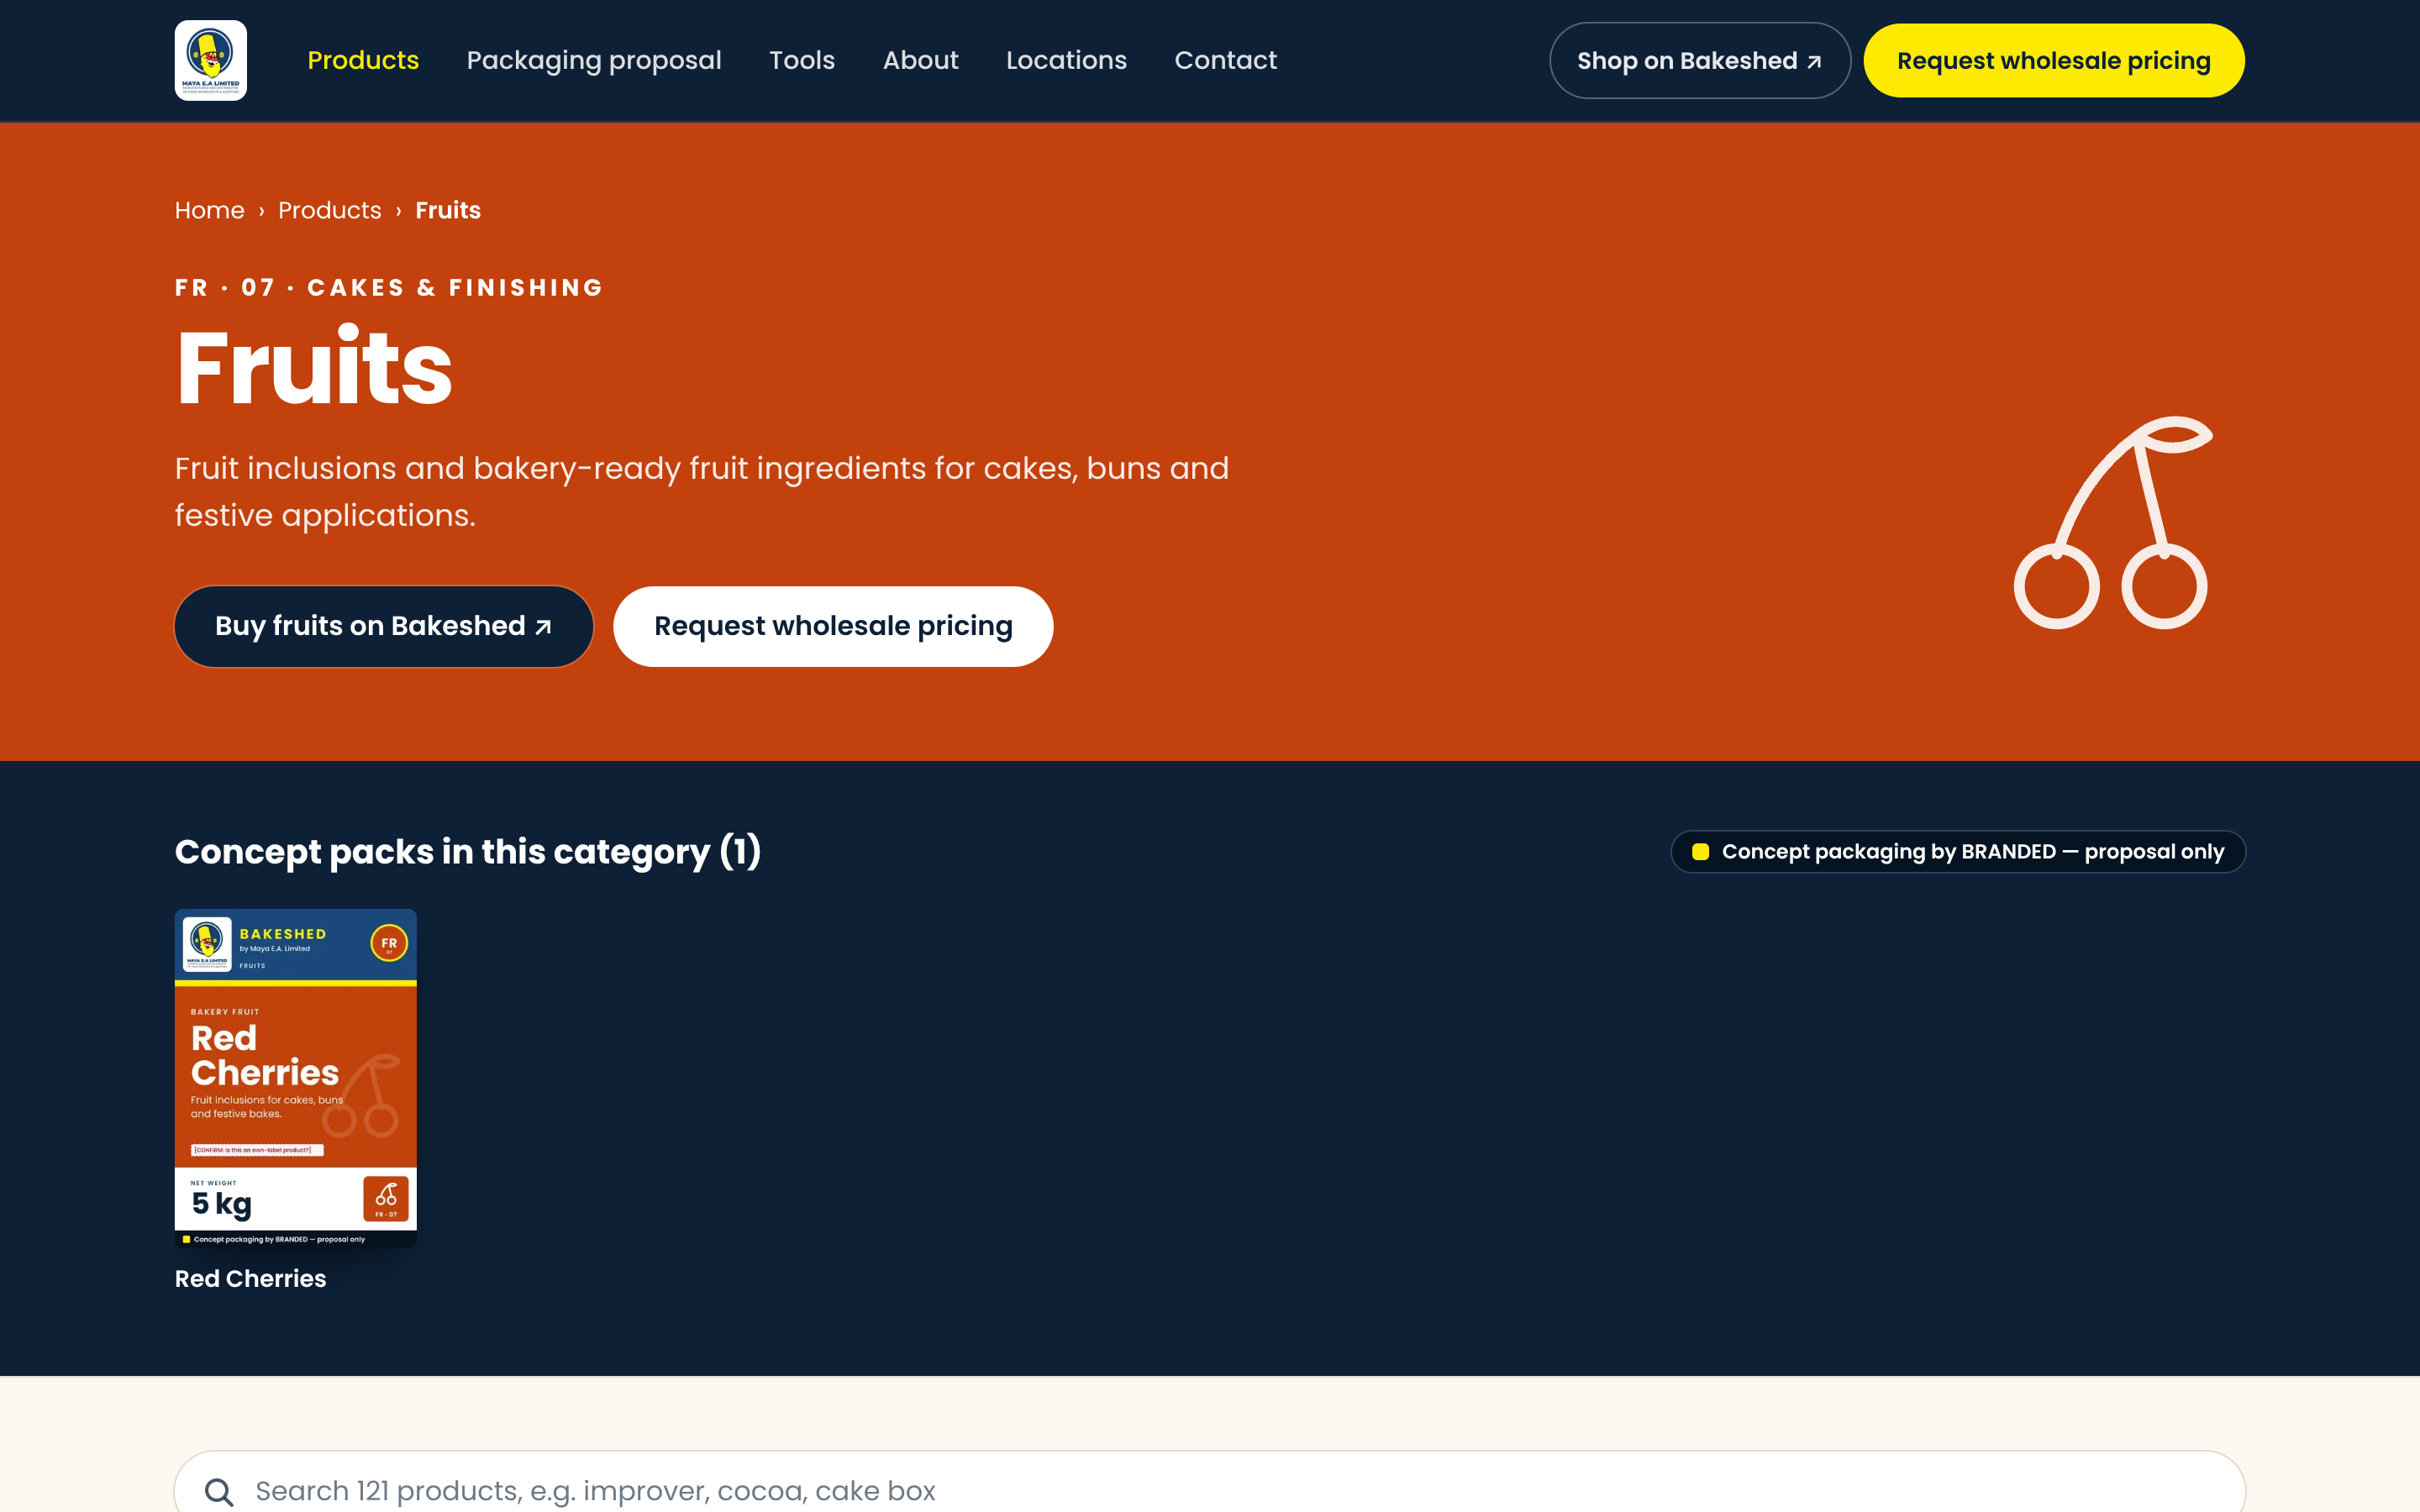 MAYA E.A LIMITED
Products
Packaging proposal
Tools
About
Locations
Contact
Shop on Bakeshed ↗
Request wholesale pricing
Home › Products › Fruits
FR · 07 · CAKES & FINISHING
Fruits
Fruit inclusions and bakery-ready fruit ingredients for cakes, buns and
festive applications.
Buy fruits on Bakeshed ↗
Request wholesale pricing
Concept packs in this category (1)
Concept packaging by BRANDED — proposal only
MAYA E.A LIMITED
BAKESHED
by Maya E.A. Limited
FRUITS
FR
07
BAKERY FRUIT
Red
Cherries
Fruit inclusions for cakes, buns
and festive bakes.
[CONFIRM: is this an own-label product?]
NET WEIGHT
5 kg
FR · 07
Concept packaging by BRANDED — proposal only
Red Cherries
Search 121 products, e.g. improver, cocoa, cake box